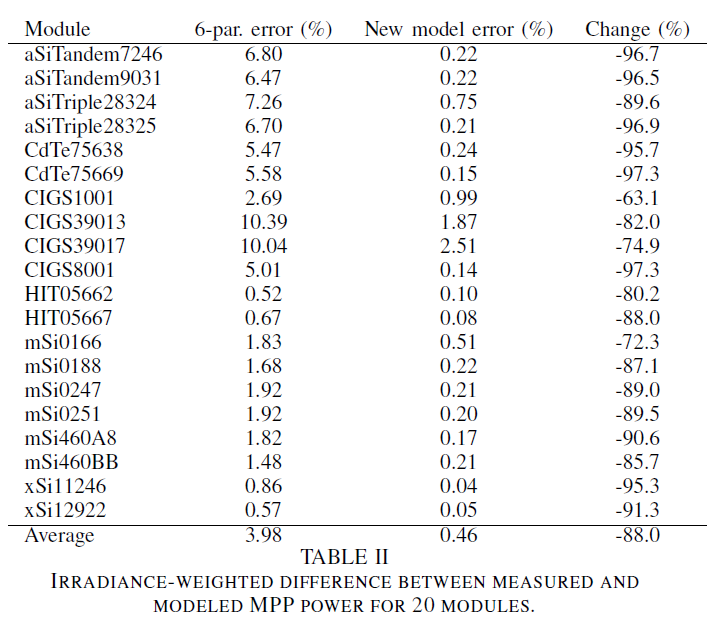 Module 6-par. error (%) New model error (%) Change (%)
aSiTandem7246 6.80 0.22 -96.7
aSiTandem9031 6.47 0.22 -96.5
aSiTriple28324 7.26 0.75 -89.6
aSiTriple28325 6.70 0.21 -96.9
CdTe75638 5.47 0.24 -95.7
CdTe75669 5.58 0.15 -97.3
CIGS1001 2.69 0.99 -63.1
CIGS39013 10.39 1.87 -82.0
CIGS39017 10.04 2.51 -74.9
CIGS8001 5.01 0.14 -97.3
HIT05662 0.52 0.10 -80.2
HIT05667 0.67 0.08 -88.0
mSi0166 1.83 0.51 -72.3
mSi0188 1.68 0.22 -87.1
mSi0247 1.92 0.21 -89.0
mSi0251 1.92 0.20 -89.5
mSi460A8 1.82 0.17 -90.6
mSi460BB 1.48 0.21 -85.7
xSi11246 0.86 0.04 -95.3
xSi12922 0.57 0.05 -91.3
Average 3.98 0.46 -88.0
TABLE II
IRRADIANCE-WEIGHTED DIFFERENCE BETWEEN MEASURED AND
MODELED MPP POWER FOR 20 MODULES.